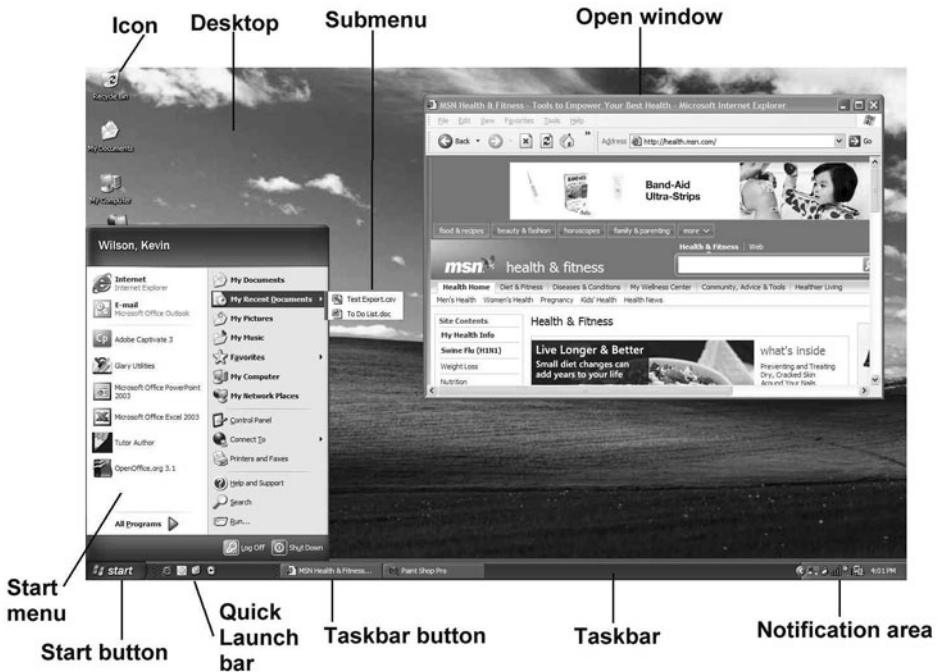 Icon
Desktop
Submenu
Open window
Recycle Bin
My Documents
My Computer
MSN Health & Fitness - Tools to Empower Your Best Health - Microsoft Internet Explorer
File Edit View Favorites Tools Help
Back
Address http://health.msn.com/ Go
Band-Aid
Ultra-Strips
food & recipes beauty & fashion horoscopes family & parenting more
Health & Fitness Web
msn health & fitness
Health Home Diet & Fitness Diseases & Conditions My Wellness Center Community, Advice & Tools Healthier Living
Men's Health Women's Health Pregnancy Kids' Health Health News
Site Contents
My Health Info
Swine Flu (H1N1)
Weight Loss
Nutrition
Health & Fitness
Live Longer & Better
Small diet changes can
add years to your life
what's inside
Preventing and Treating
Dry, Cracked Skin
Around Your Nails
Wilson, Kevin
Internet
Internet Explorer
E-mail
Microsoft Office Outlook
Cp Adobe Captivate 3
Glary Utilities
Microsoft Office PowerPoint
2003
Microsoft Office Excel 2003
Tutor Author
OpenOffice.org 3.1
All Programs
My Documents
My Recent Documents
My Pictures
My Music
Favorites
My Computer
My Network Places
Control Panel
Connect To
Printers and Faxes
Help and Support
Search
Run...
Test Export.csv
To Do List.doc
Log Off Shut Down
start
MSN Health & Fitness...
Paint Shop Pro
4:01 PM
Start
menu
Start button
Quick
Launch
bar
Taskbar button
Taskbar
Notification area